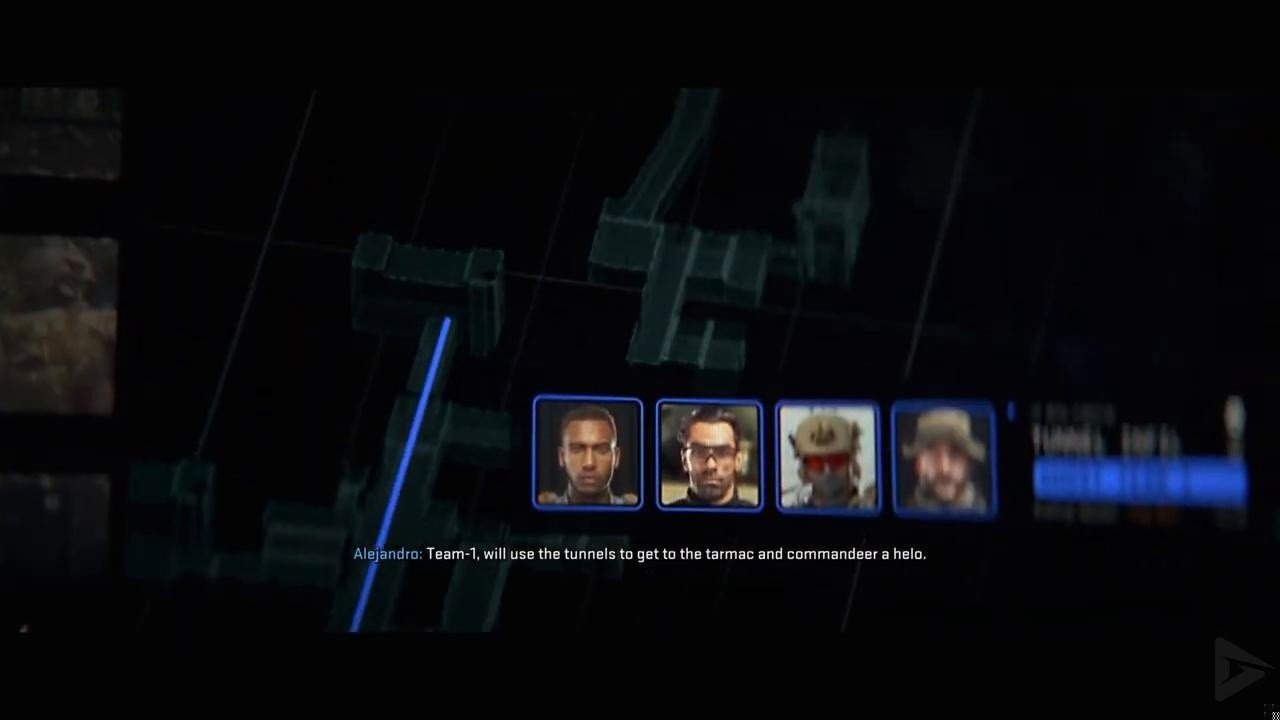 Alejandro: Team-1, will use the tunnels to get to the tarmac and commandeer a helo.